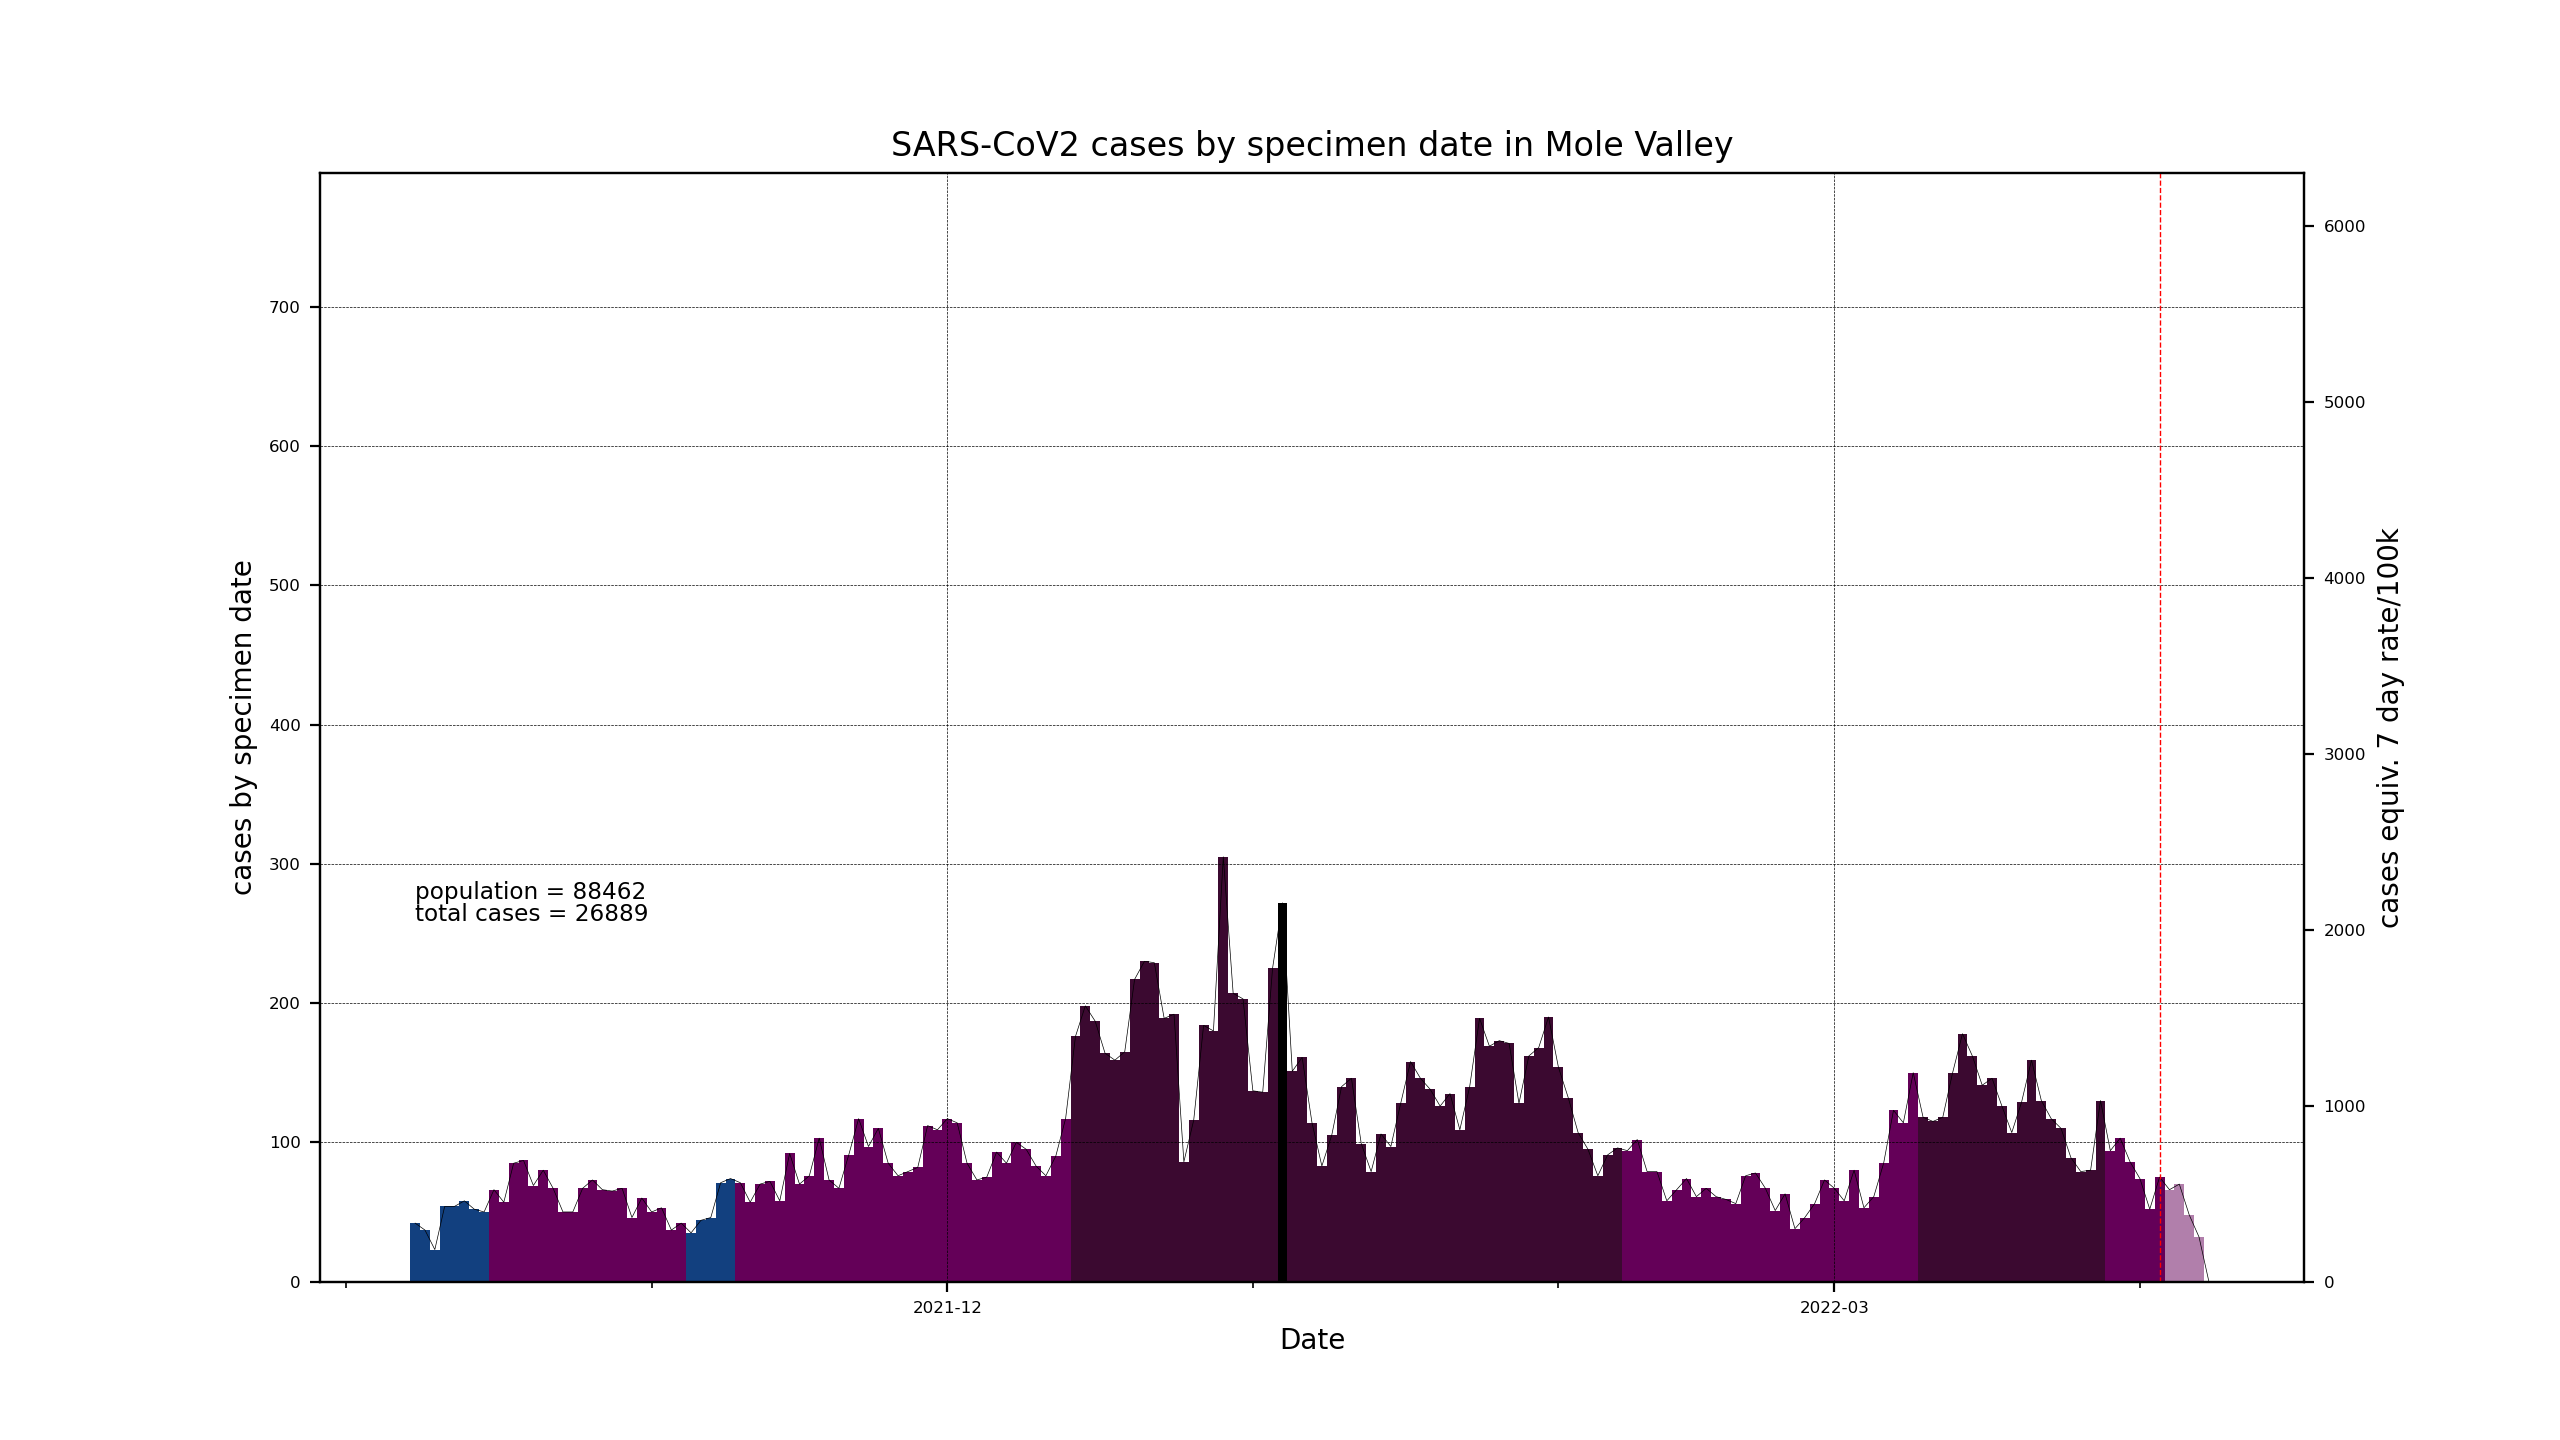 SARS-CoV2 cases by specimen date in Mole Valley
cases by specimen date
700
600
500
400
300
200
100
0
population = 88462
total cases = 26889
6000
5000
4000
3000
2000
1000
0
cases equiv. 7 day rate/100k
2021-12
2022-03
Date